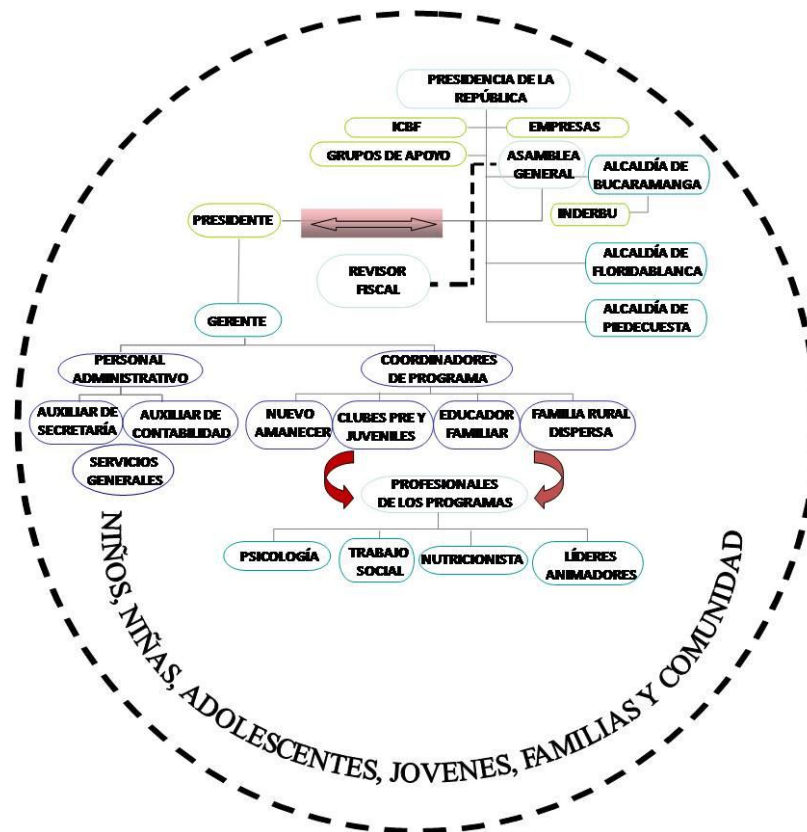 PRESIDENCIA DE LA
REPÚBLICA
ICBF
EMPRESAS
GRUPOS DE APOYO
ASAMBLEA
GENERAL
ALCALDÍA DE
BUCARAMANGA
INDERBU
PRESIDENTE
REVISOR
FISCAL
ALCALDÍA DE
FLORIDABLANCA
GERENTE
ALCALDÍA DE
PIEDECUESTA
PERSONAL
ADMINISTRATIVO
COORDINADORES
DE PROGRAMA
AUXILIAR DE
SECRETARÍA
AUXILIAR DE
CONTABILIDAD
SERVICIOS
GENERALES
NUEVO
AMANECER
CLUBES PRE Y
JUVENILES
EDUCADOR
FAMILIAR
FAMILIA RURAL
DISPERSA
PROFESIONALES
DE LOS PROGRAMAS
PSICOLOGÍA
TRABAJO
SOCIAL
NUTRICIONISTA
LÍDERES
ANIMADORES
NIÑOS, NIÑAS, ADOLESCENTES, JOVENES, FAMILIAS Y COMUNIDAD